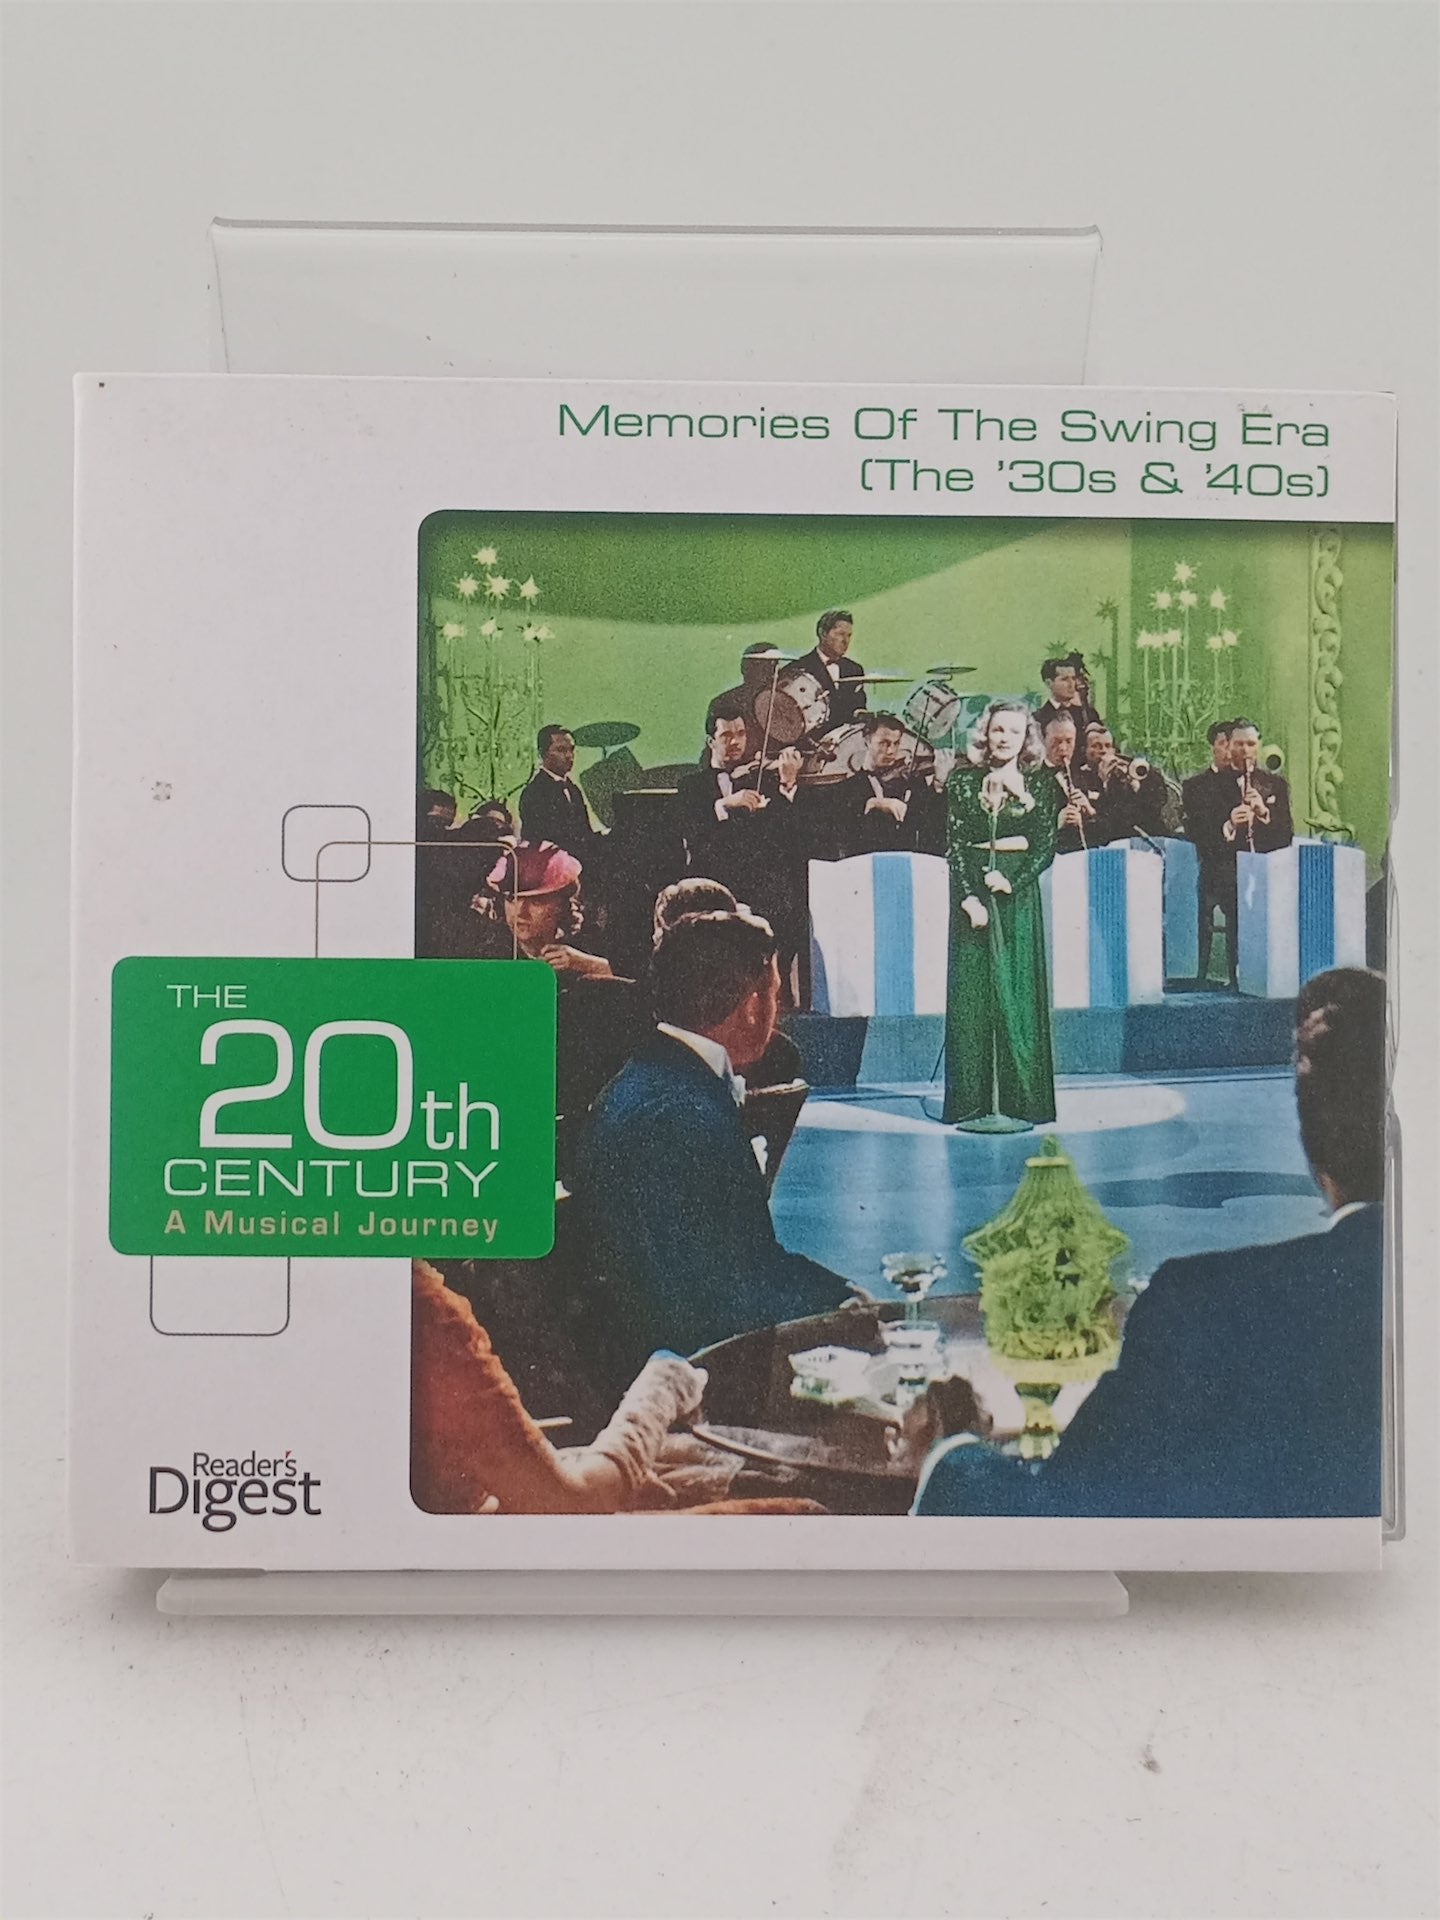 Memories Of The Swing Era
(The '30s & '40s)
THE
20th
CENTURY
A Musical Journey
Reader's
Digest